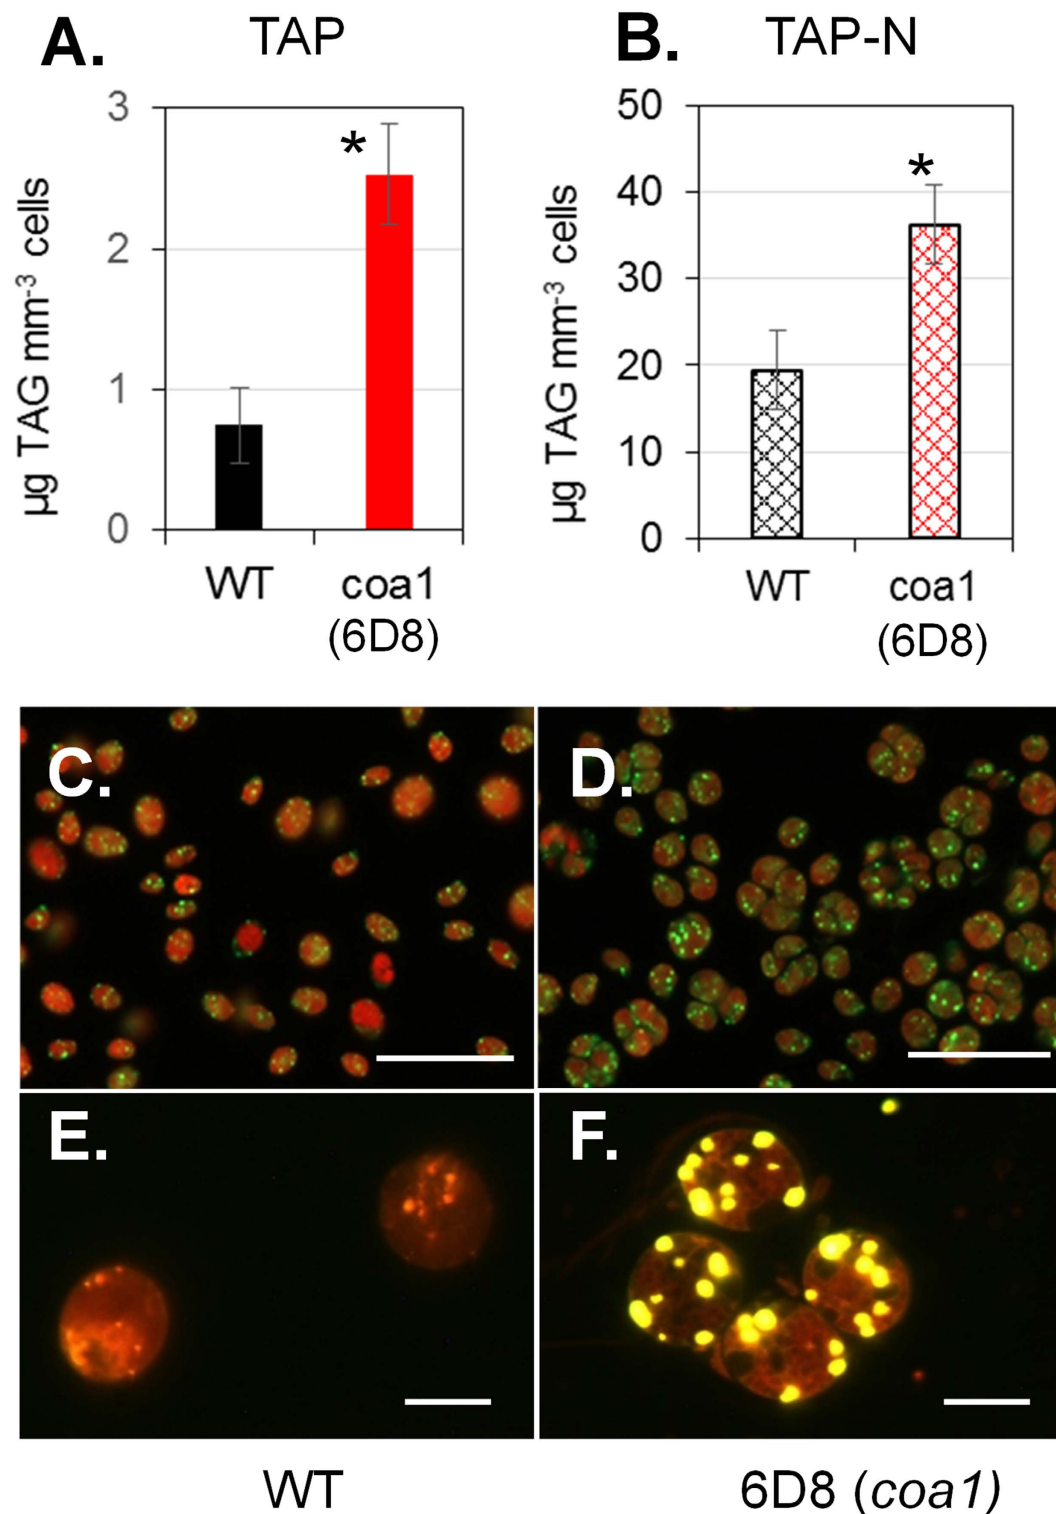 A. TAP
3
2
1
0
µg TAG mm-3 cells
*
WT coa1
(6D8)
B. TAP-N
50
40
30
20
10
0
µg TAG mm-3 cells
*
WT coa1
(6D8)
C. D.
E. F.
WT 6D8 (coa1)